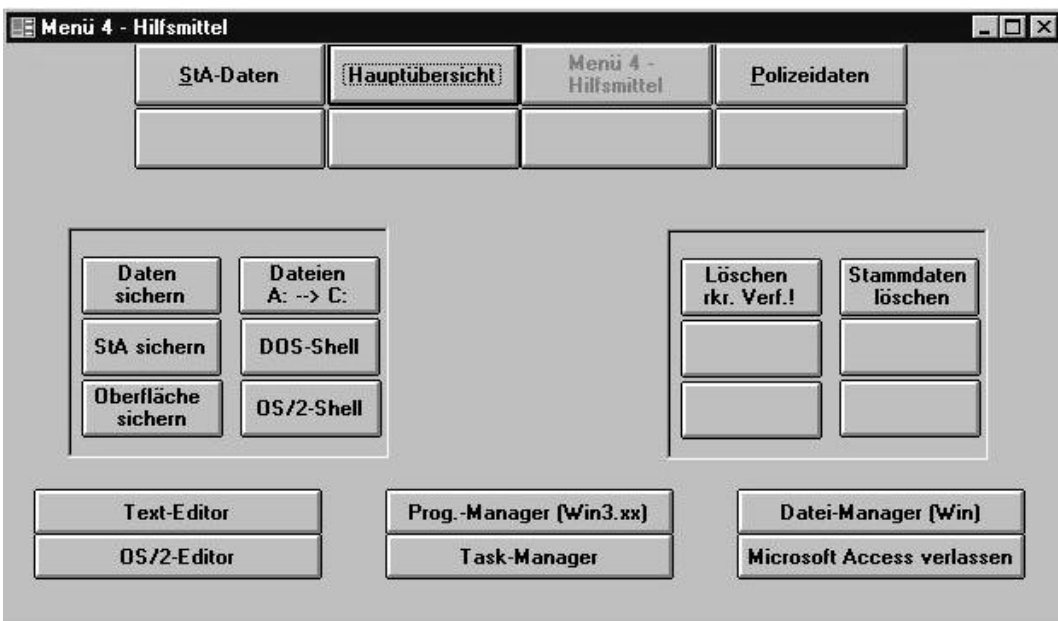 Menü 4 - Hilfsmittel
StA-Daten
Hauptübersicht
Menü 4 -
Hilfsmittel
Polizeidaten
Daten
sichern
Dateien
A: --> C:
StA sichern
DOS-Shell
Oberfläche
sichern
OS/2-Shell
Löschen
rkr. Verf.!
Stammdaten
löschen
Text-Editor
Prog.-Manager (Win3.xx)
Datei-Manager (Win)
OS/2-Editor
Task-Manager
Microsoft Access verlassen